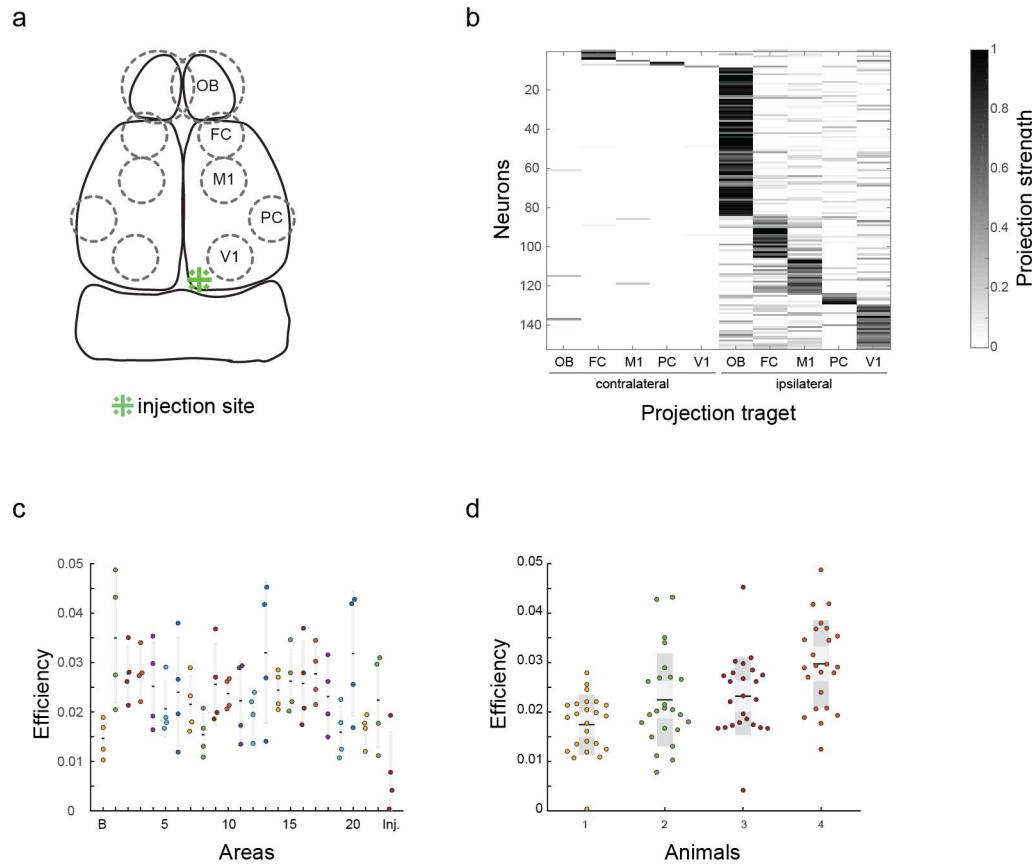 a
OB
FC
M1
PC
V1
injection site
b
Neurons
20
40
60
80
100
120
140
OB FC M1 PC V1 OB FC M1 PC V1
contralateral ipsilateral
Projection traget
1
0.8
0.6
0.4
0.2
0
Projection strength
c
Efficiency
0.05
0.04
0.03
0.02
0.01
0
B 5 10 15 20 Inj.
Areas
d
Efficiency
0.05
0.04
0.03
0.02
0.01
0
1 2 3 4
Animals